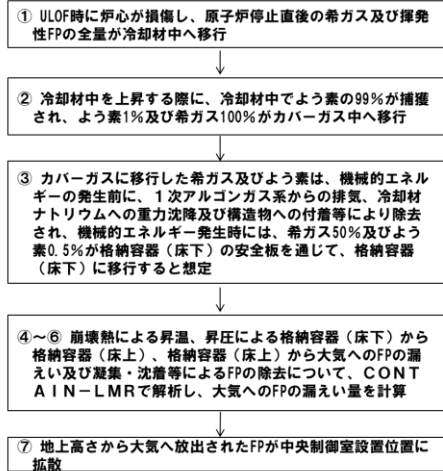 ① ULOF時に炉心が損傷し、原子炉停止直後の希ガス及び揮発
性FPの全量が冷却材中へ移行
② 冷却材中を上昇する際に、冷却材中でよう素の99%が捕獲
され、よう素1%及び希ガス100%がカバーガス中へ移行
③ カバーガスに移行した希ガス及びよう素は、機械的エネル
ギーの発生前に、1次アルゴンガス系からの排気、冷却材
ナトリウムへの重力沈降及び構造物への付着等により除去
され、機械的エネルギー発生時には、希ガス50%及びよう
素0.5%が格納容器(床下)の安全板を通じて、格納容器
(床下)に移行すると想定
④~⑥ 崩壊熱による昇温、昇圧による格納容器(床下)から
格納容器(床上)、格納容器(床上)から大気へのFPの漏
えい及び凝集・沈着等によるFPの除去について、CONT
AIN-LMRで解析し、大気へのFPの漏えい量を計算
⑦ 地上高さから大気へ放出されたFPが中央制御室設置位置に
拡散